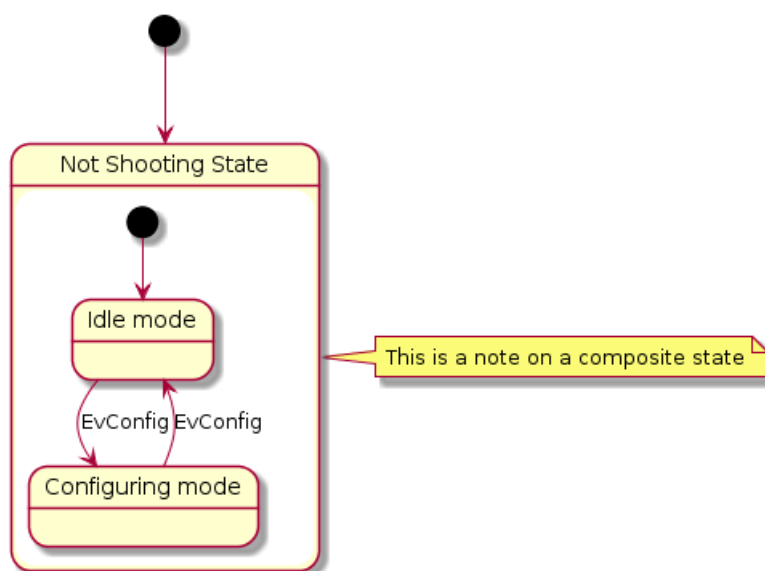 Not Shooting State
Idle mode
This is a note on a composite state
EvConfig EvConfig
Configuring mode